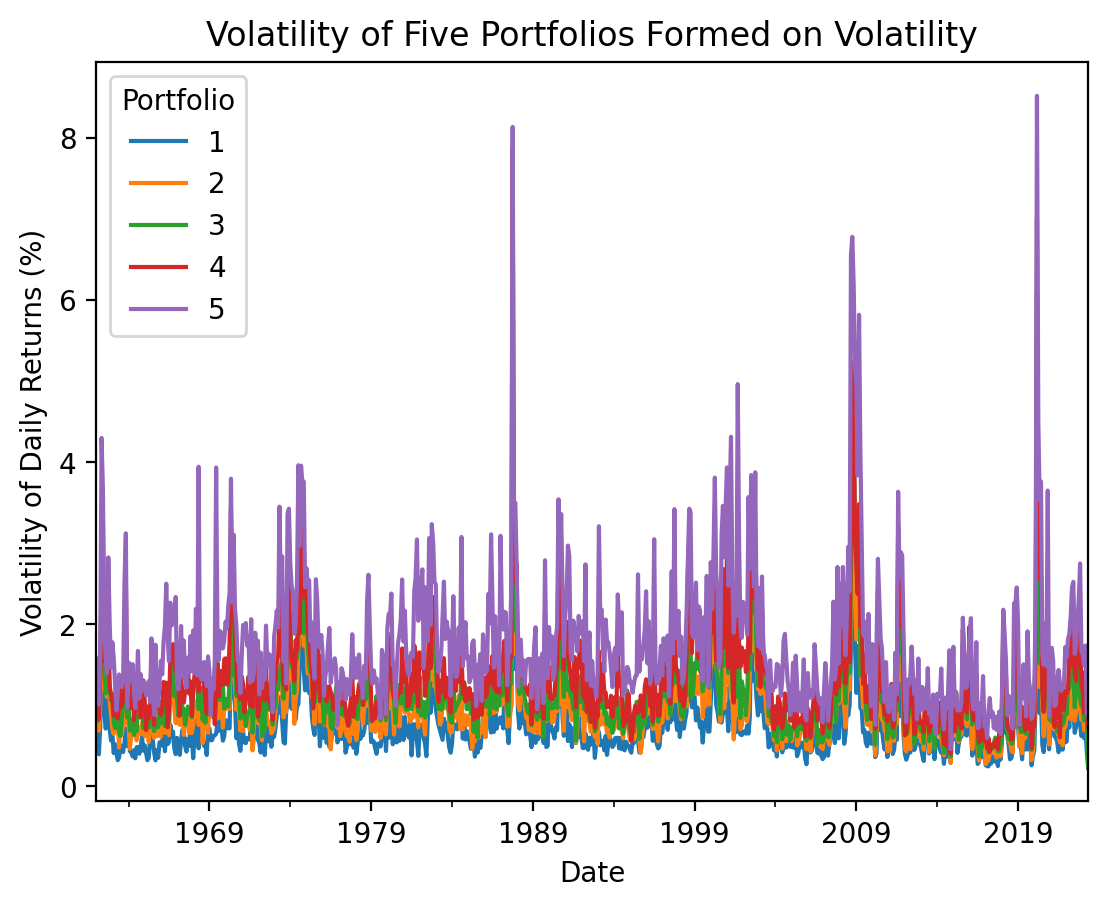 Volatility of Five Portfolios Formed on Volatility
Portfolio
1
2
3
4
5
Volatility of Daily Returns (%)
8
6
4
2
0
1969 1979 1989 1999 2009 2019
Date